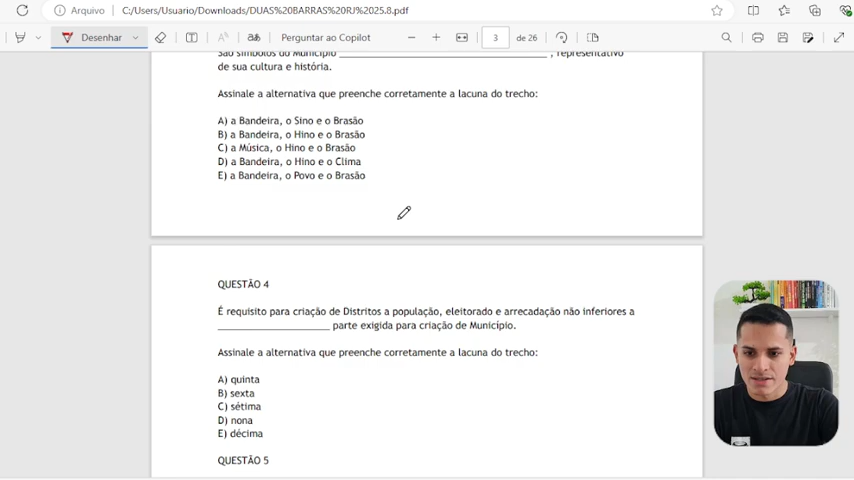 Arquivo C:/Users/Usuario/Downloads/DUAS%20BARRAS%20RJ%2025.8.pdf
Desenhar Perguntar ao Copilot 3 de 26
São símbolos do Município ______________________________________ , representativo
de sua cultura e história.
Assinale a alternativa que preenche corretamente a lacuna do trecho:
A) a Bandeira, o Sino e o Brasão
B) a Bandeira, o Hino e o Brasão
C) a Música, o Hino e o Brasão
D) a Bandeira, o Hino e o Clima
E) a Bandeira, o Povo e o Brasão
QUESTÃO 4
É requisito para criação de Distritos a população, eleitorado e arrecadação não inferiores a
____________________ parte exigida para criação de Município.
Assinale a alternativa que preenche corretamente a lacuna do trecho:
A) quinta
B) sexta
C) sétima
D) nona
E) décima
QUESTÃO 5